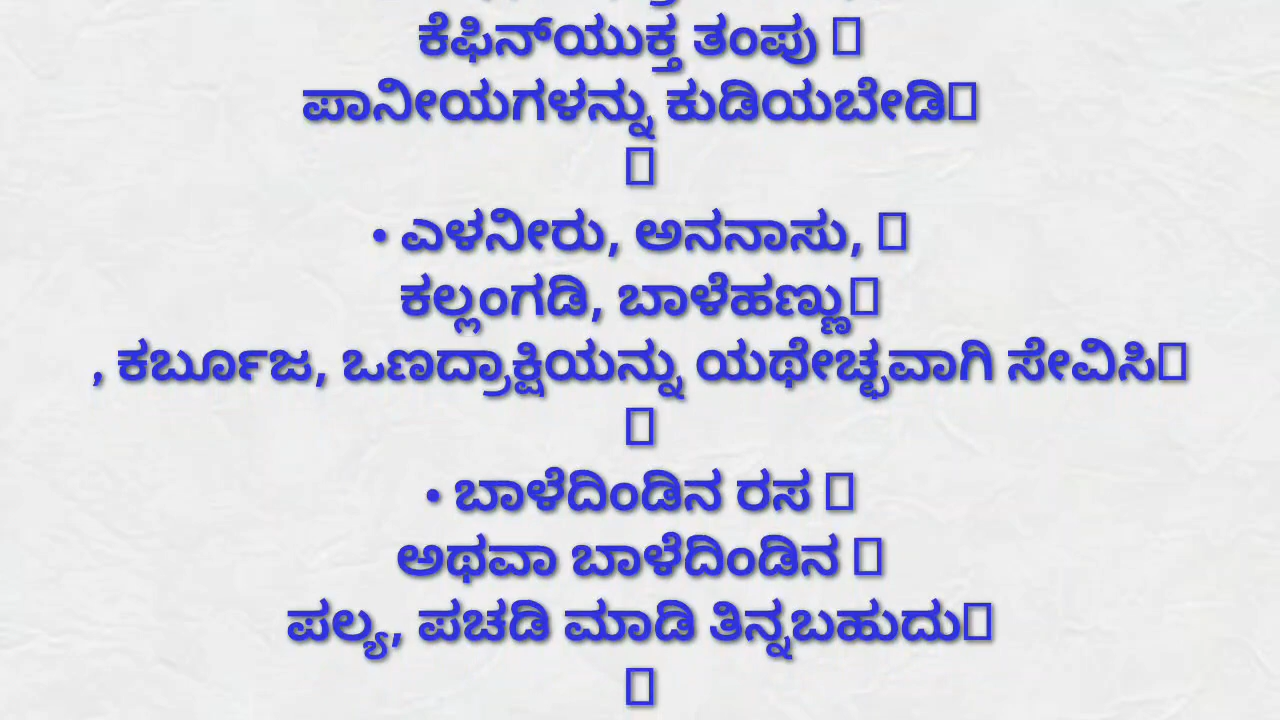 ಕೆಫಿನ್‌ಯುಕ್ತ ತಂಪು
ಪಾನೀಯಗಳನ್ನು ಕುಡಿಯಬೇಡಿ
• ಎಳನೀರು, ಅನನಾಸು,
ಕಲ್ಲಂಗಡಿ, ಬಾಳೆಹಣ್ಣು
, ಕರ್ಬೂಜ, ಒಣದ್ರಾಕ್ಷಿಯನ್ನು ಯಥೇಚ್ಛವಾಗಿ ಸೇವಿಸಿ
• ಬಾಳೆದಿಂಡಿನ ರಸ
ಅಥವಾ ಬಾಳೆದಿಂಡಿನ
ಪಲ್ಯ, ಪಚಡಿ ಮಾಡಿ ತಿನ್ನಬಹುದು